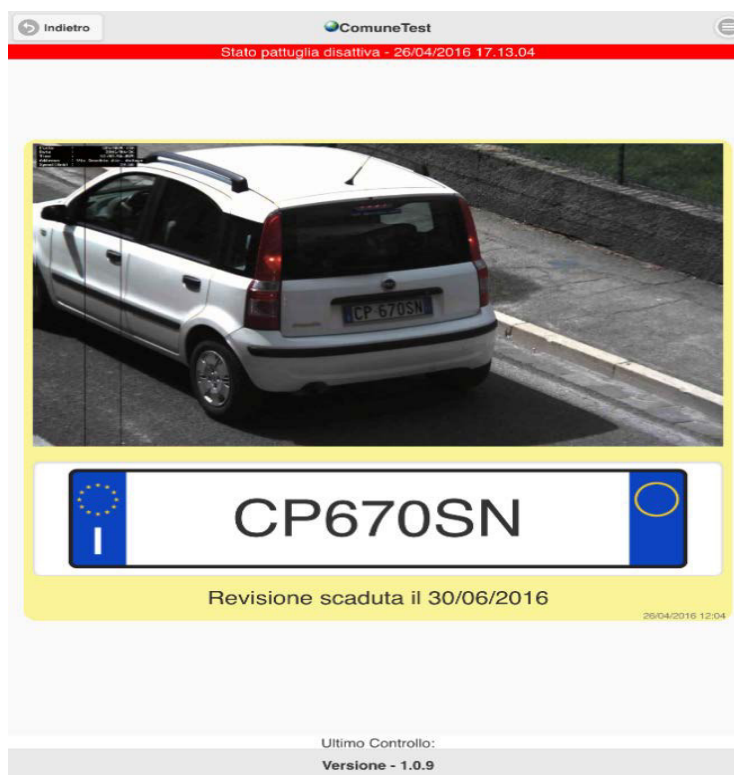 Indietro
ComuneTest
Stato pattuglia disattiva - 26/04/2016 17.13.04
CP 670SN
I
CP670SN
Revisione scaduta il 30/06/2016
26/04/2016 12:04
Ultimo Controllo:
Versione - 1.0.9